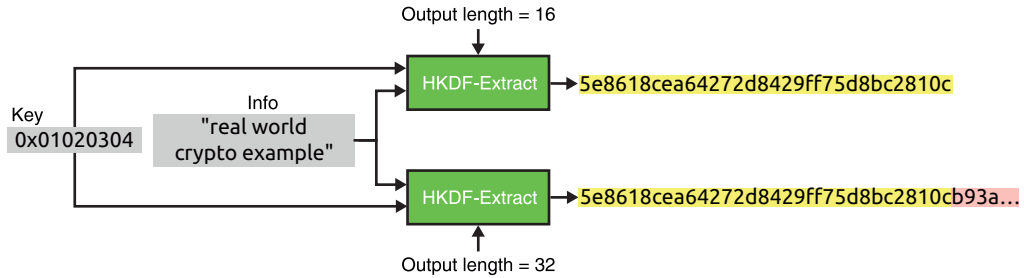 Output length = 16
HKDF-Extract
5e8618cea64272d8429ff75d8bc2810c
Key
0x01020304
Info
"real world
crypto example"
HKDF-Extract
5e8618cea64272d8429ff75d8bc2810cb93a...
Output length = 32